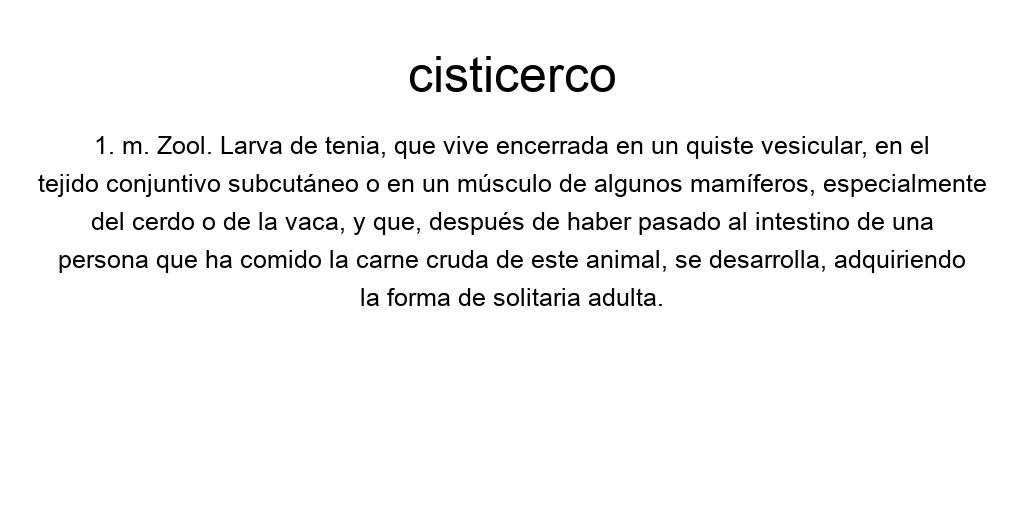 cisticerco
1. m. Zool. Larva de tenia, que vive encerrada en un quiste vesicular, en el
tejido conjuntivo subcutáneo o en un músculo de algunos mamíferos, especialmente
del cerdo o de la vaca, y que, después de haber pasado al intestino de una
persona que ha comido la carne cruda de este animal, se desarrolla, adquiriendo
la forma de solitaria adulta.